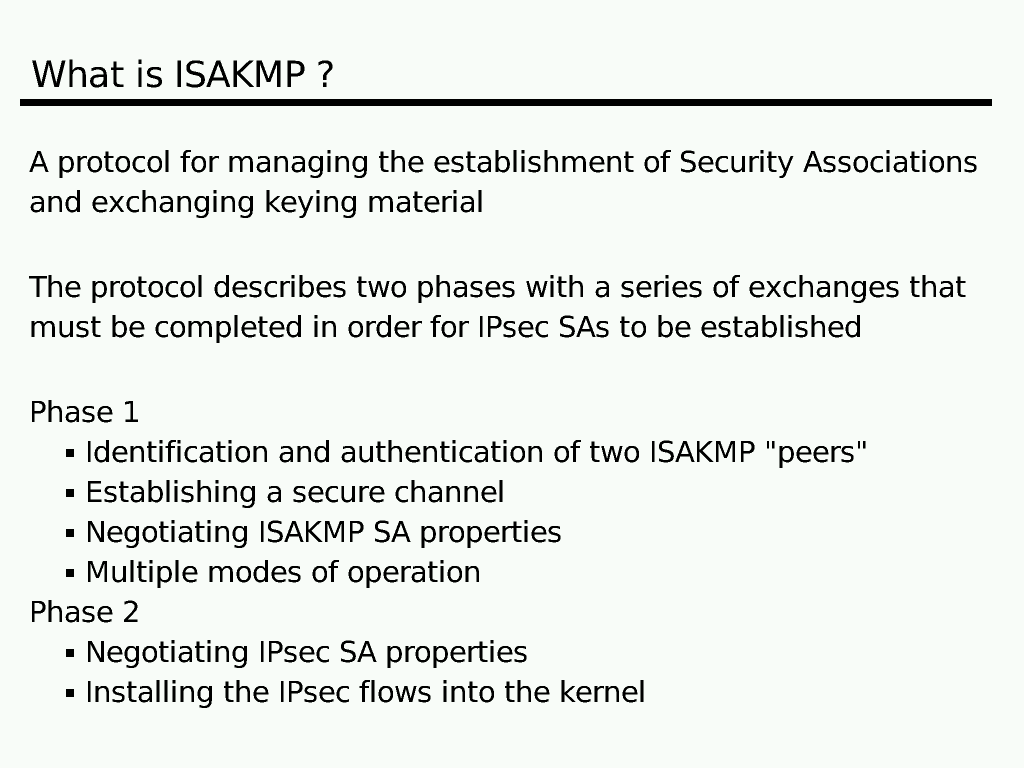 What is ISAKMP ?
A protocol for managing the establishment of Security Associations
and exchanging keying material
The protocol describes two phases with a series of exchanges that
must be completed in order for IPsec SAs to be established
Phase 1
▪ Identification and authentication of two ISAKMP "peers"
▪ Establishing a secure channel
▪ Negotiating ISAKMP SA properties
▪ Multiple modes of operation
Phase 2
▪ Negotiating IPsec SA properties
▪ Installing the IPsec flows into the kernel